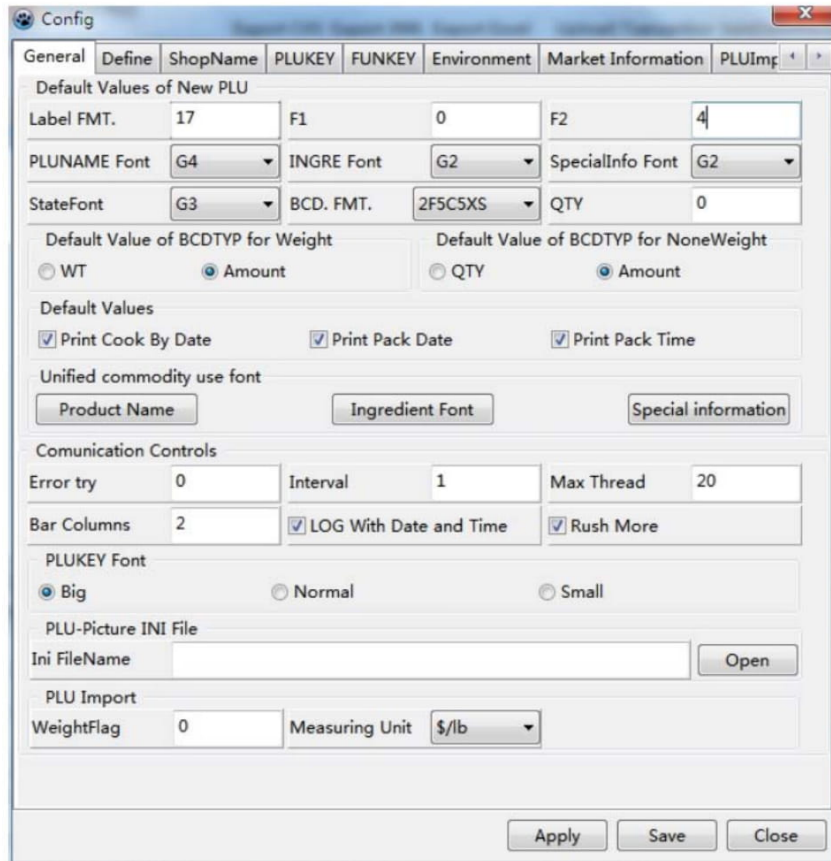 Config
General Define ShopName PLUKEY FUNKEY Environment Market Information PLUImp
Default Values of New PLU
Label FMT. 17 F1 0 F2 4
PLUNAME Font G4 INGRE Font G2 SpecialInfo Font G2
StateFont G3 BCD. FMT. 2F5C5XS QTY 0
Default Value of BCDTYP for Weight Default Value of BCDTYP for NoneWeight
WT Amount QTY Amount
Default Values
Print Cook By Date Print Pack Date Print Pack Time
Unified commodity use font
Product Name Ingredient Font Special information
Comunication Controls
Error try 0 Interval 1 Max Thread 20
Bar Columns 2 LOG With Date and Time Rush More
PLUKEY Font
Big Normal Small
PLU-Picture INI File
Ini FileName Open
PLU Import
WeightFlag 0 Measuring Unit $/lb
Apply Save Close